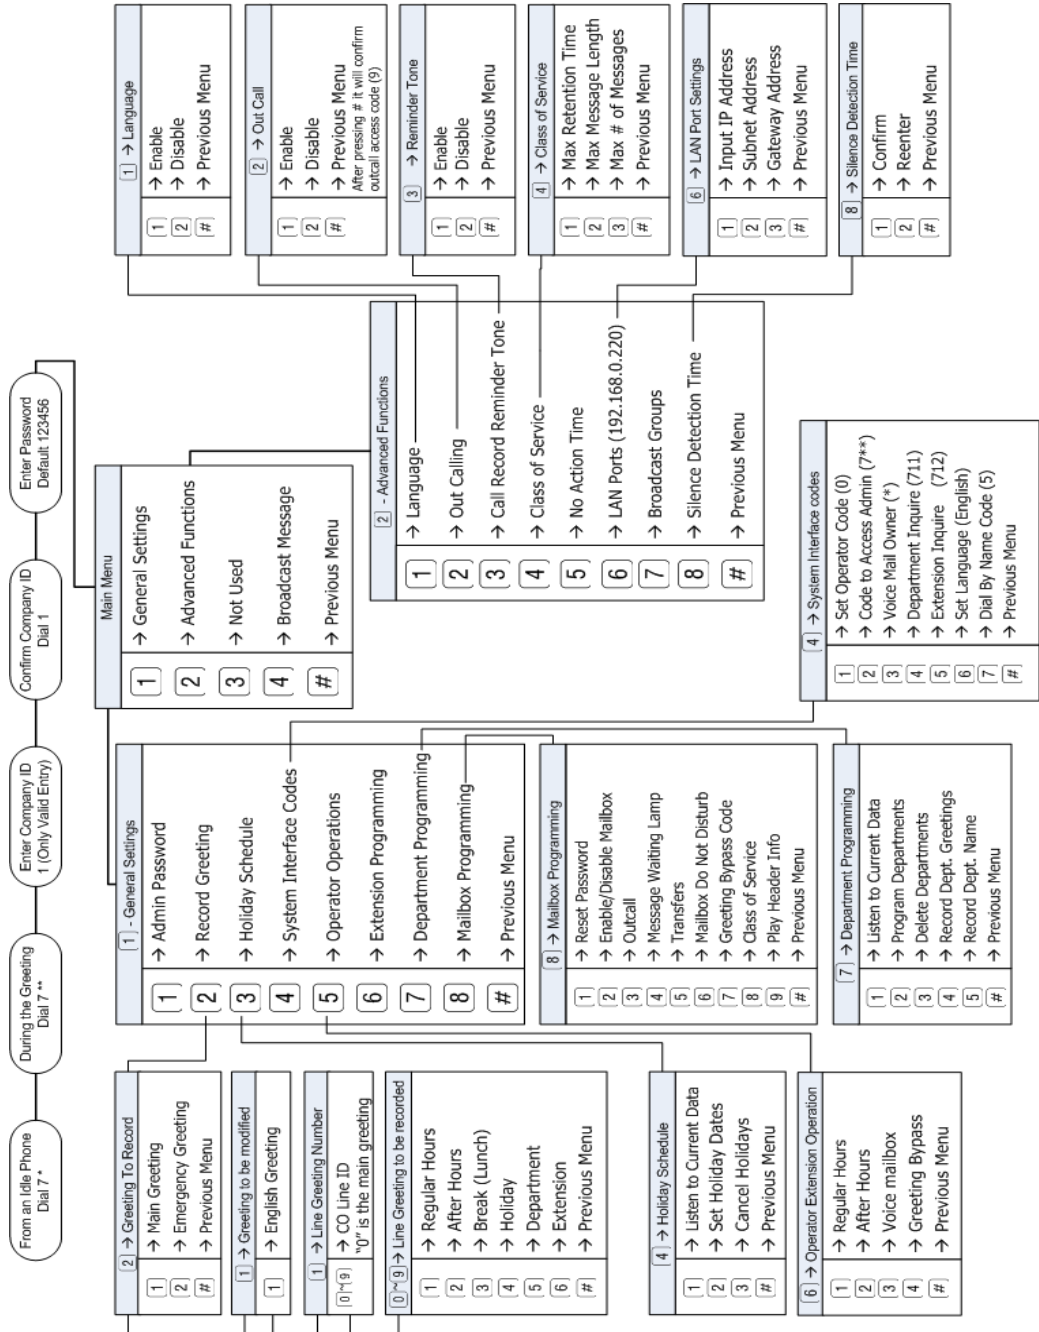 From an Idle Phone
Dial 7 *
During the Greeting
Dial 7 **
Enter Company ID
1 (Only Valid Entry)
Confirm Company ID
Dial 1
Enter Password
Default 123456
Main Menu
1 → General Settings
2 → Advanced Functions
3 → Not Used
4 → Broadcast Message
# → Previous Menu
1 - General Settings
1 → Admin Password
2 → Record Greeting
3 → Holiday Schedule
4 → System Interface Codes
5 → Operator Operations
6 → Extension Programming
7 → Department Programming
8 → Mailbox Programming
# → Previous Menu
2 - Advanced Functions
1 → Language
2 → Out Calling
3 → Call Record Reminder Tone
4 → Class of Service
5 → No Action Time
6 → LAN Ports (192.168.0.220)
7 → Broadcast Groups
8 → Silence Detection Time
# → Previous Menu
2 → Greeting To Record
1 → Main Greeting
2 → Emergency Greeting
# → Previous Menu
1 → Greeting to be modified
1 → English Greeting
1 → Line Greeting Number
0~9 → CO Line ID
"0" is the main greeting
0~9 → Line Greeting to be recorded
1 → Regular Hours
2 → After Hours
3 → Break (Lunch)
4 → Holiday
5 → Department
6 → Extension
# → Previous Menu
4 → Holiday Schedule
1 → Listen to Current Data
2 → Set Holiday Dates
3 → Cancel Holidays
# → Previous Menu
6 → Operator Extension Operation
1 → Regular Hours
2 → After Hours
3 → Voice mailbox
4 → Greeting Bypass
# → Previous Menu
8 → Mailbox Programming
1 → Reset Password
2 → Enable/Disable Mailbox
3 → Outcall
4 → Message Waiting Lamp
5 → Transfers
6 → Mailbox Do Not Disturb
7 → Greeting Bypass Code
8 → Class of Service
9 → Play Header Info
# → Previous Menu
7 → Department Programming
1 → Listen to Current Data
2 → Program Departments
3 → Delete Departments
4 → Record Dept. Greetings
5 → Record Dept. Name
# → Previous Menu
4 → System Interface codes
1 → Set Operator Code (0)
2 → Code to Access Admin (7**)
3 → Voice Mail Owner (*)
4 → Department Inquire (711)
5 → Extension Inquire (712)
6 → Set Language (English)
7 → Dial By Name Code (5)
# → Previous Menu
1 → Language
1 → Enable
2 → Disable
# → Previous Menu
2 → Out Call
1 → Enable
2 → Disable
# → Previous Menu
After pressing # it will confirm
outcall access code (9)
3 → Reminder Tone
1 → Enable
2 → Disable
# → Previous Menu
4 → Class of Service
1 → Max Retention Time
2 → Max Message Length
3 → Max # of Messages
# → Previous Menu
6 → LAN Port Settings
1 → Input IP Address
2 → Subnet Address
3 → Gateway Address
# → Previous Menu
8 → Silence Detection Time
1 → Confirm
2 → Reenter
# → Previous Menu